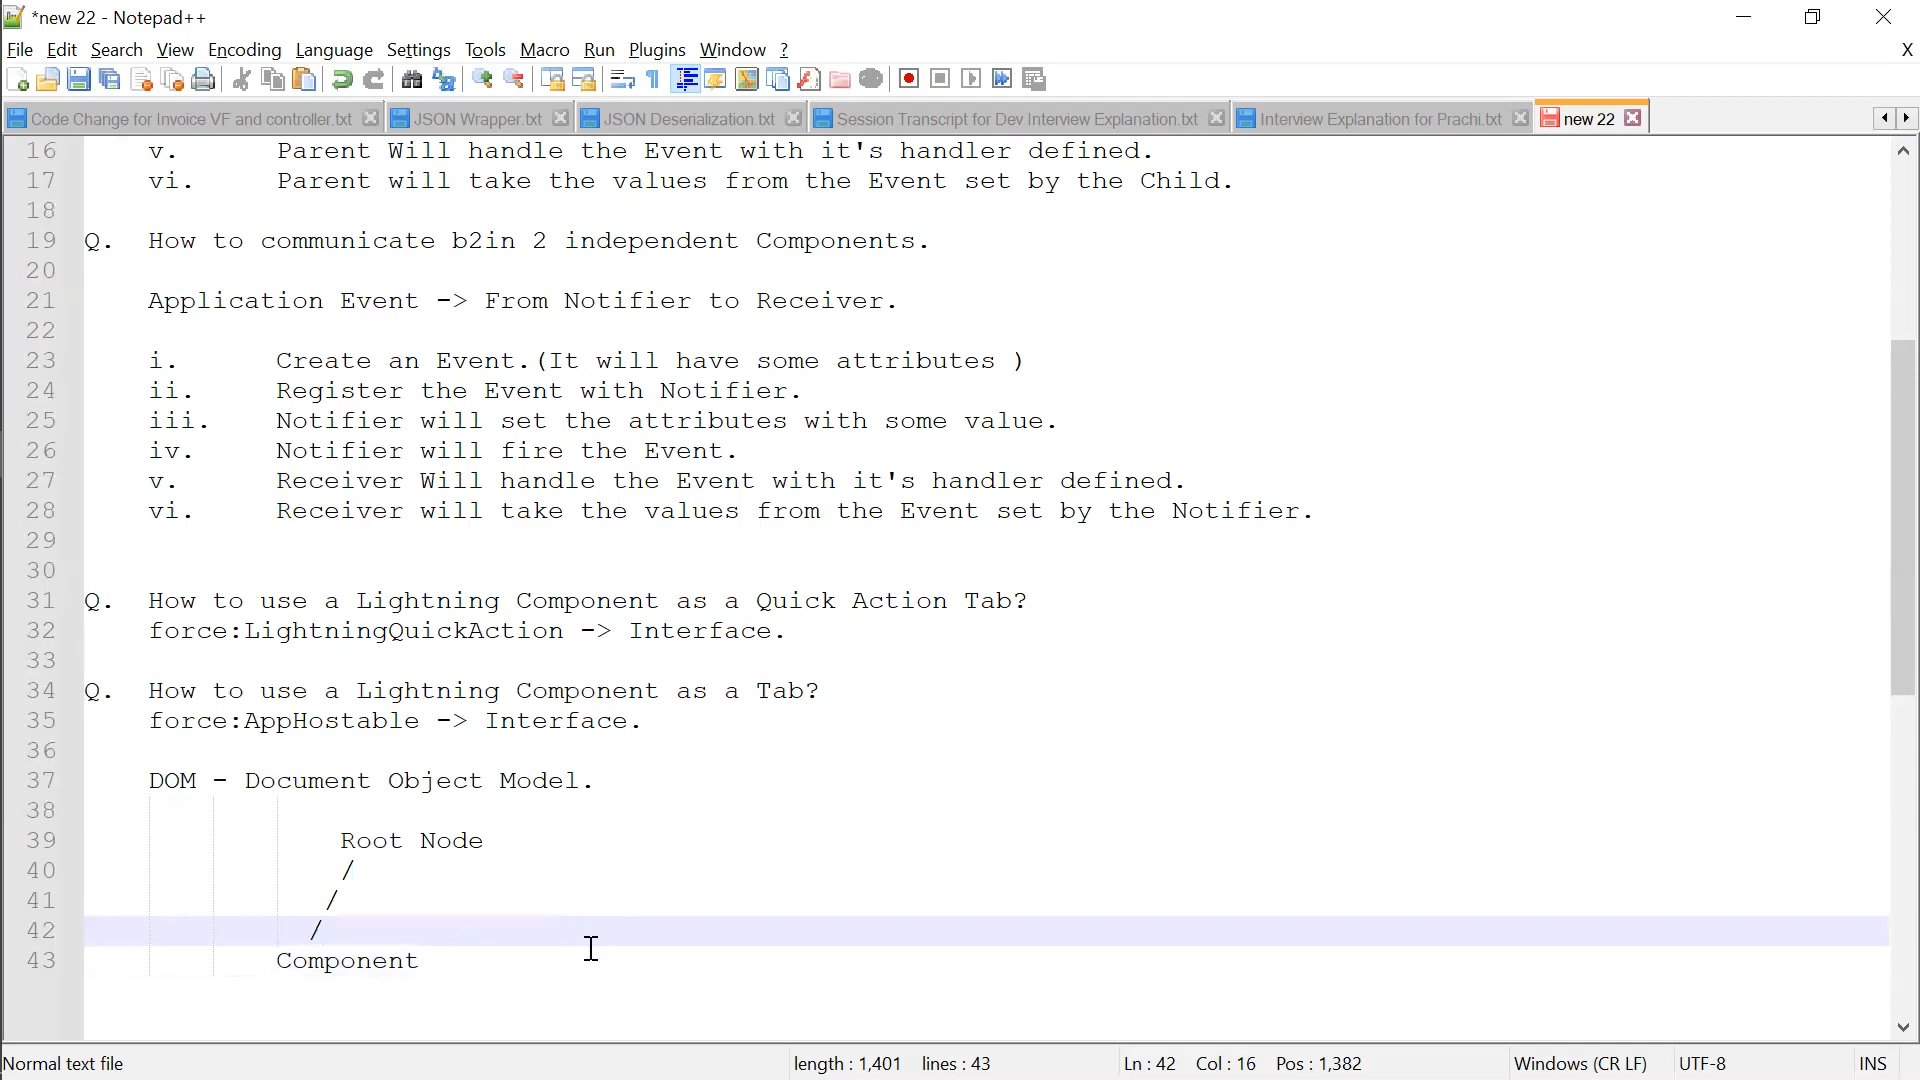 *new 22 - Notepad++
File Edit Search View Encoding Language Settings Tools Macro Run Plugins Window ? X
Code Change for Invoice VF and controller.txt JSON Wrapper.txt JSON Deserialization.txt Session Transcript for Dev Interview Explanation.txt Interview Explanation for Prachi.txt new 22
16 v. Parent Will handle the Event with it's handler defined.
17 vi. Parent will take the values from the Event set by the Child.
18
19 Q. How to communicate b2in 2 independent Components.
20
21 Application Event -> From Notifier to Receiver.
22
23 i. Create an Event.(It will have some attributes )
24 ii. Register the Event with Notifier.
25 iii. Notifier will set the attributes with some value.
26 iv. Notifier will fire the Event.
27 v. Receiver Will handle the Event with it's handler defined.
28 vi. Receiver will take the values from the Event set by the Notifier.
29
30
31 Q. How to use a Lightning Component as a Quick Action Tab?
32 force:LightningQuickAction -> Interface.
33
34 Q. How to use a Lightning Component as a Tab?
35 force:AppHostable -> Interface.
36
37 DOM - Document Object Model.
38
39 Root Node
40 /
41 /
42 /
43 Component
Normal text file length : 1,401 lines : 43 Ln : 42 Col : 16 Pos : 1,382 Windows (CR LF) UTF-8 INS